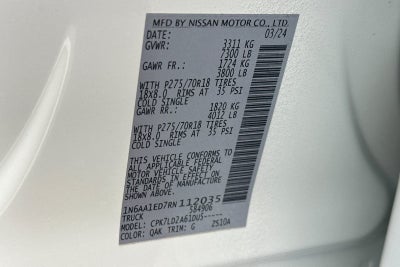 MFD BY NISSAN MOTOR CO., LTD.
DATE: 03/24
GVWR: 3311 KG
7300 LB
GAWR FR.: 1724 KG
3800 LB
WITH P275/70R18 TIRES
18X8.0 RIMS AT 35 PSI
COLD SINGLE
GAWR RR.: 1820 KG
4012 LB
WITH P275/70R18 TIRES
18X8.0 RIMS AT 35 PSI
COLD SINGLE
THIS VEHICLE CONFORMS TO
ALL APPLICABLE FEDERAL
MOTOR VEHICLE SAFETY
STANDARDS IN EFFECT ON
THE DATE OF MANUFACTURE
SHOWN ABOVE.
1N6AA1ED7RN112035
TRUCK 584906
MODEL: CPK7LD2A61DUS-----
COLOR: QAK TRIM: G ZSIOA